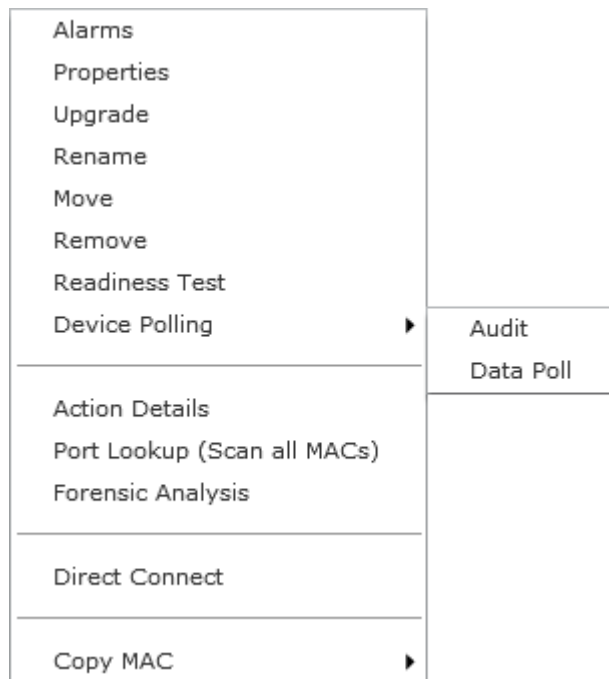 Alarms
Properties
Upgrade
Rename
Move
Remove
Readiness Test
Device Polling
Audit
Data Poll
Action Details
Port Lookup (Scan all MACs)
Forensic Analysis
Direct Connect
Copy MAC